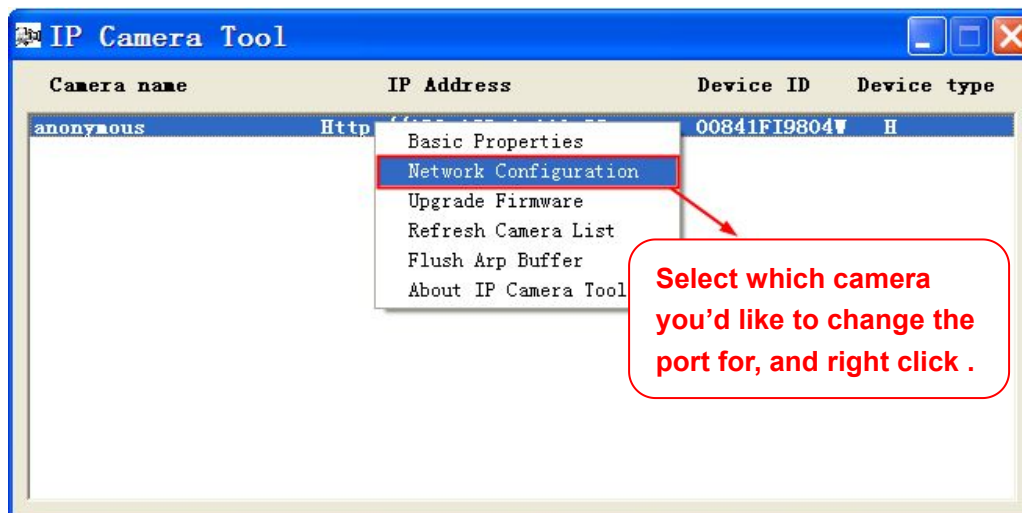 IP Camera Tool
Camera name IP Address Device ID Device type
anonymous Http 00841FI9804W H
Basic Properties
Network Configuration
Upgrade Firmware
Refresh Camera List
Flush Arp Buffer
About IP Camera Tool
Select which camera
you’d like to change the
port for, and right click .